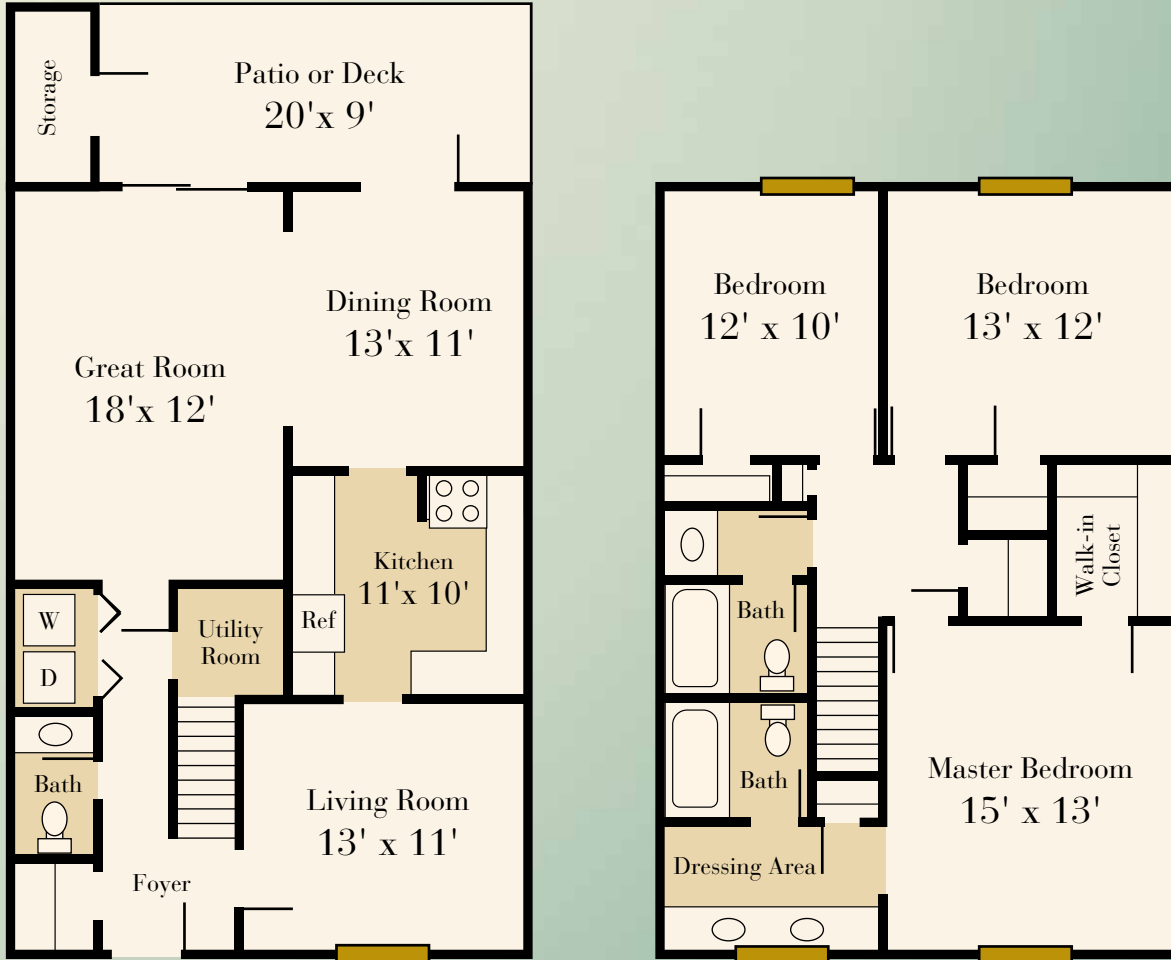 Storage
Patio or Deck
20'x 9'
Dining Room
13'x 11'
Great Room
18'x 12'
Kitchen
11'x 10'
Ref
W
D
Utility
Room
Bath
Living Room
13' x 11'
Foyer
Bedroom
12' x 10'
Bedroom
13' x 12'
Walk-in
Closet
Bath
Bath
Master Bedroom
15' x 13'
Dressing Area